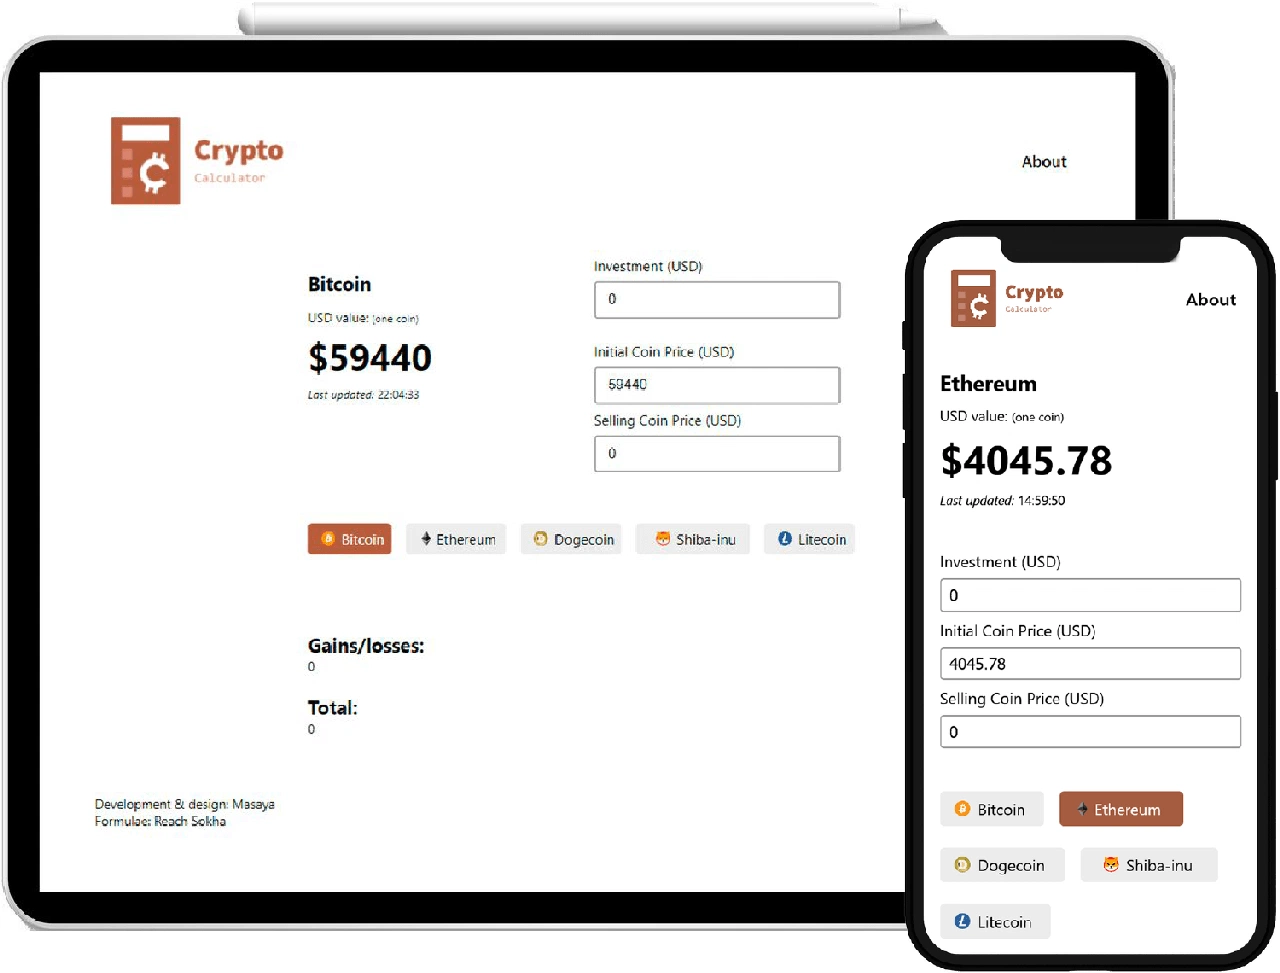 Crypto
Calculator
About
Bitcoin
USD value: (one coin)
$59440
Last updated: 22:04:33
Investment (USD)
0
Initial Coin Price (USD)
59440
Selling Coin Price (USD)
0
Bitcoin
Ethereum
Dogecoin
Shiba-inu
Litecoin
Gains/losses:
0
Total:
0
Development & design: Masaya
Formulae: Reach Sokha
Crypto
Calculator
About
Ethereum
USD value: (one coin)
$4045.78
Last updated: 14:59:50
Investment (USD)
0
Initial Coin Price (USD)
4045.78
Selling Coin Price (USD)
0
Bitcoin
Ethereum
Dogecoin
Shiba-inu
Litecoin